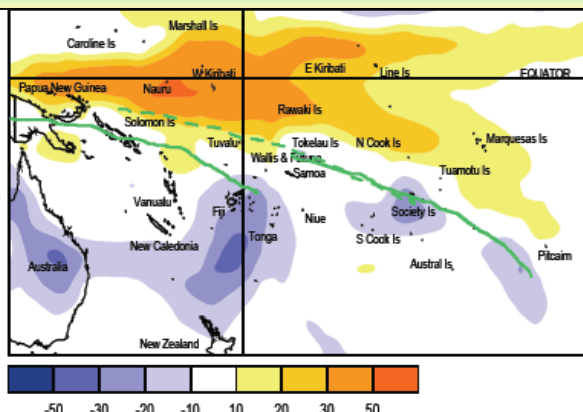 Marshall Is
Caroline Is
W Kiribati
E Kiribati
Line Is
EQUATOR
Papua New Guinea
Nauru
Rawaki Is
Solomon Is
Tuvalu
Tokelau Is
N Cook Is
Marquesas Is
Wallis & Futuna
Samoa
Tuamotu Is
Vanuatu
Fiji
Niue
Society Is
New Caledonia
Tonga
S Cook Is
Pitcairn
Australia
Austral Is
New Zealand
-50 -30 -20 -10 10 20 30 50